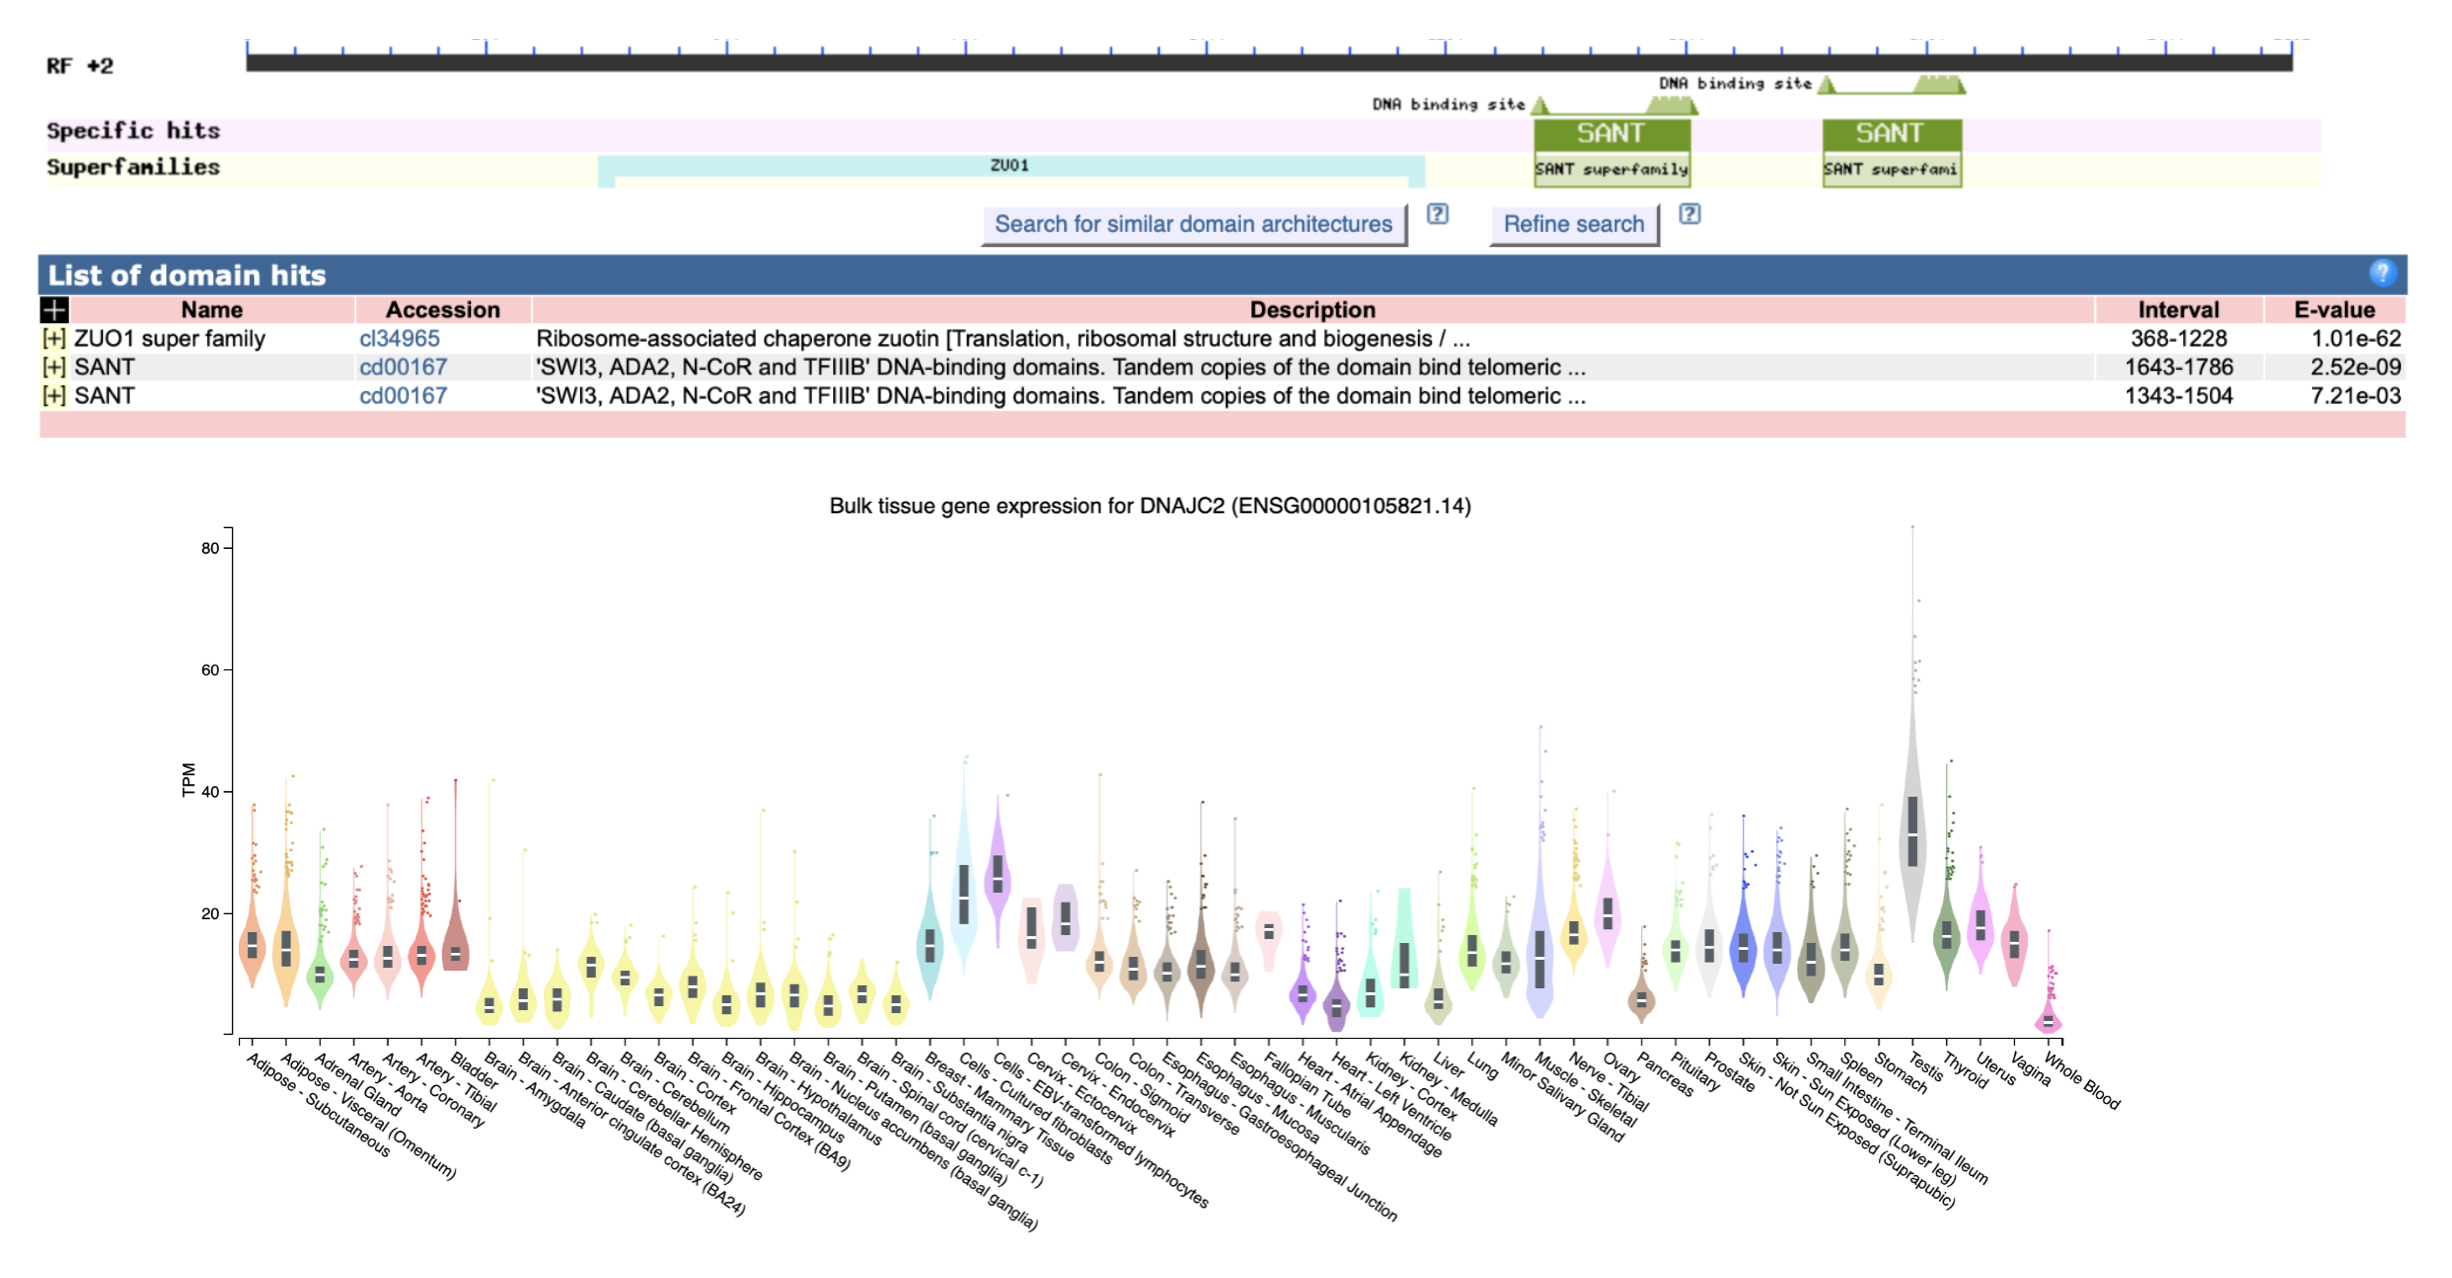 RF +2
DNA binding site
DNA binding site
Specific hits
SANT
SANT
Superfamilies
ZUO1
SANT superfamily
SANT superfami
Search for similar domain architectures
?
Refine search
?
List of domain hits
?
Name Accession Description Interval E-value
[+] ZUO1 super family cl34965 Ribosome-associated chaperone zuotin [Translation, ribosomal structure and biogenesis / ... 368-1228 1.01e-62
[+] SANT cd00167 'SWI3, ADA2, N-CoR and TFIIIB' DNA-binding domains. Tandem copies of the domain bind telomeric ... 1643-1786 2.52e-09
[+] SANT cd00167 'SWI3, ADA2, N-CoR and TFIIIB' DNA-binding domains. Tandem copies of the domain bind telomeric ... 1343-1504 7.21e-03
Bulk tissue gene expression for DNAJC2 (ENSG00000105821.14)
80
60
40
20
TPM
Adipose - Subcutaneous
Adipose - Visceral (Omentum)
Adrenal Gland
Artery - Aorta
Artery - Coronary
Artery - Tibial
Bladder
Brain - Amygdala
Brain - Anterior cingulate cortex (BA24)
Brain - Caudate (basal ganglia)
Brain - Cerebellar Hemisphere
Brain - Cerebellum
Brain - Cortex
Brain - Frontal Cortex (BA9)
Brain - Hippocampus
Brain - Hypothalamus
Brain - Nucleus accumbens (basal ganglia)
Brain - Putamen (basal ganglia)
Brain - Spinal cord (cervical c-1)
Brain - Substantia nigra
Breast - Mammary Tissue
Cells - Cultured fibroblasts
Cells - EBV-transformed lymphocytes
Cervix - Ectocervix
Cervix - Endocervix
Colon - Sigmoid
Colon - Transverse
Esophagus - Gastroesophageal Junction
Esophagus - Mucosa
Esophagus - Muscularis
Fallopian Tube
Heart - Atrial Appendage
Heart - Left Ventricle
Kidney - Cortex
Kidney - Medulla
Liver
Lung
Minor Salivary Gland
Muscle - Skeletal
Nerve - Tibial
Ovary
Pancreas
Pituitary
Prostate
Skin - Not Sun Exposed (Suprapubic)
Skin - Sun Exposed (Lower leg)
Small Intestine - Terminal Ileum
Spleen
Stomach
Testis
Thyroid
Uterus
Vagina
Whole Blood